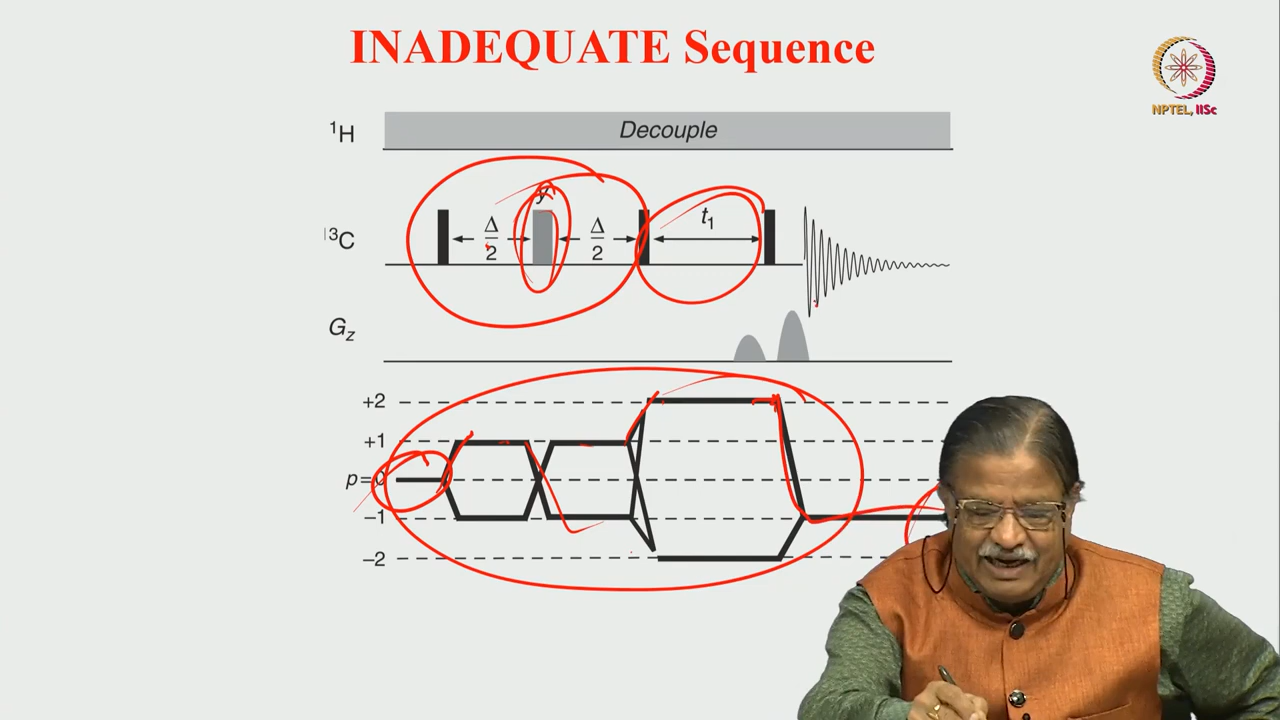 INADEQUATE Sequence
NPTEL, IISc
¹H
Decouple
y
Δ/2
Δ/2
t₁
¹³C
G_z
+2
+1
p=0
−1
−2